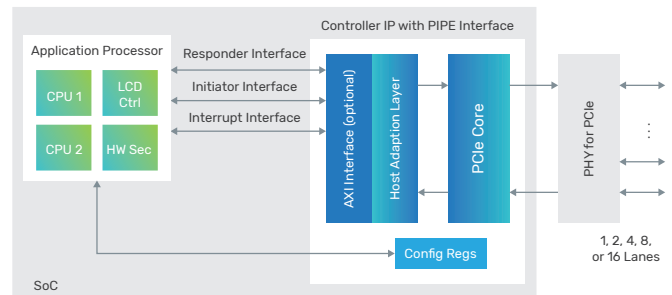 Controller IP with PIPE Interface
Application Processor
CPU 1
LCD
Ctrl
CPU 2
HW Sec
Responder Interface
Initiator Interface
Interrupt Interface
AXI Interface (optional)
Host Adaption Layer
PCIe Core
PHY for PCIe
...
1, 2, 4, 8,
or 16 Lanes
Config Regs
SoC